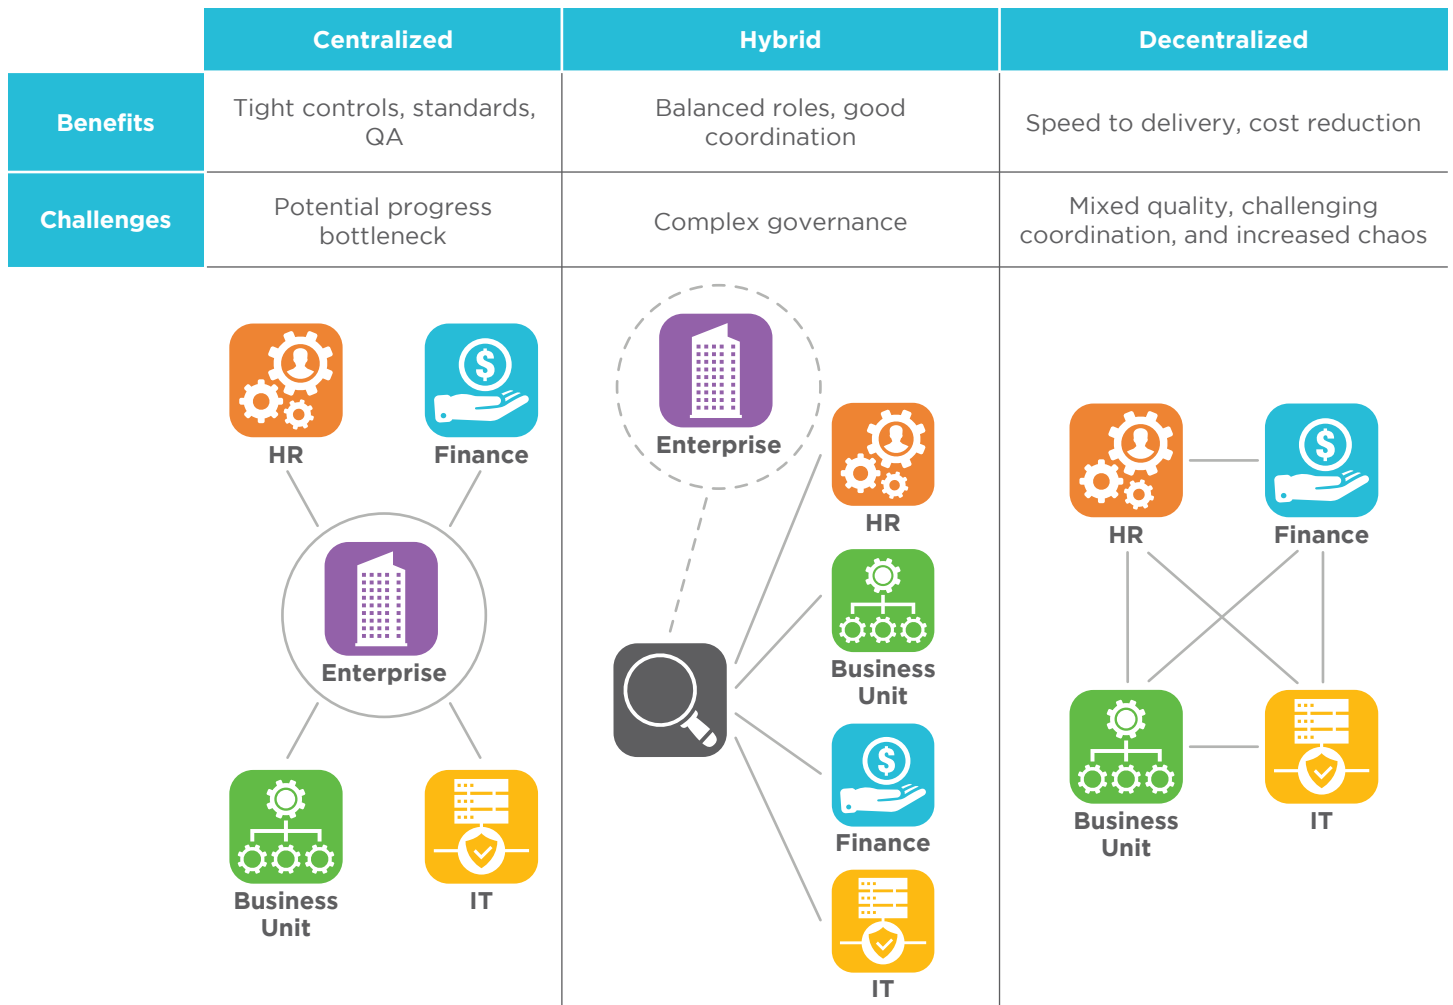 Centralized
Hybrid
Decentralized
Benefits
Tight controls, standards,
QA
Balanced roles, good
coordination
Speed to delivery, cost reduction
Challenges
Potential progress
bottleneck
Complex governance
Mixed quality, challenging
coordination, and increased chaos
HR
$
Finance
Enterprise
Business
Unit
IT
Enterprise
HR
Business
Unit
$
Finance
IT
HR
$
Finance
Business
Unit
IT